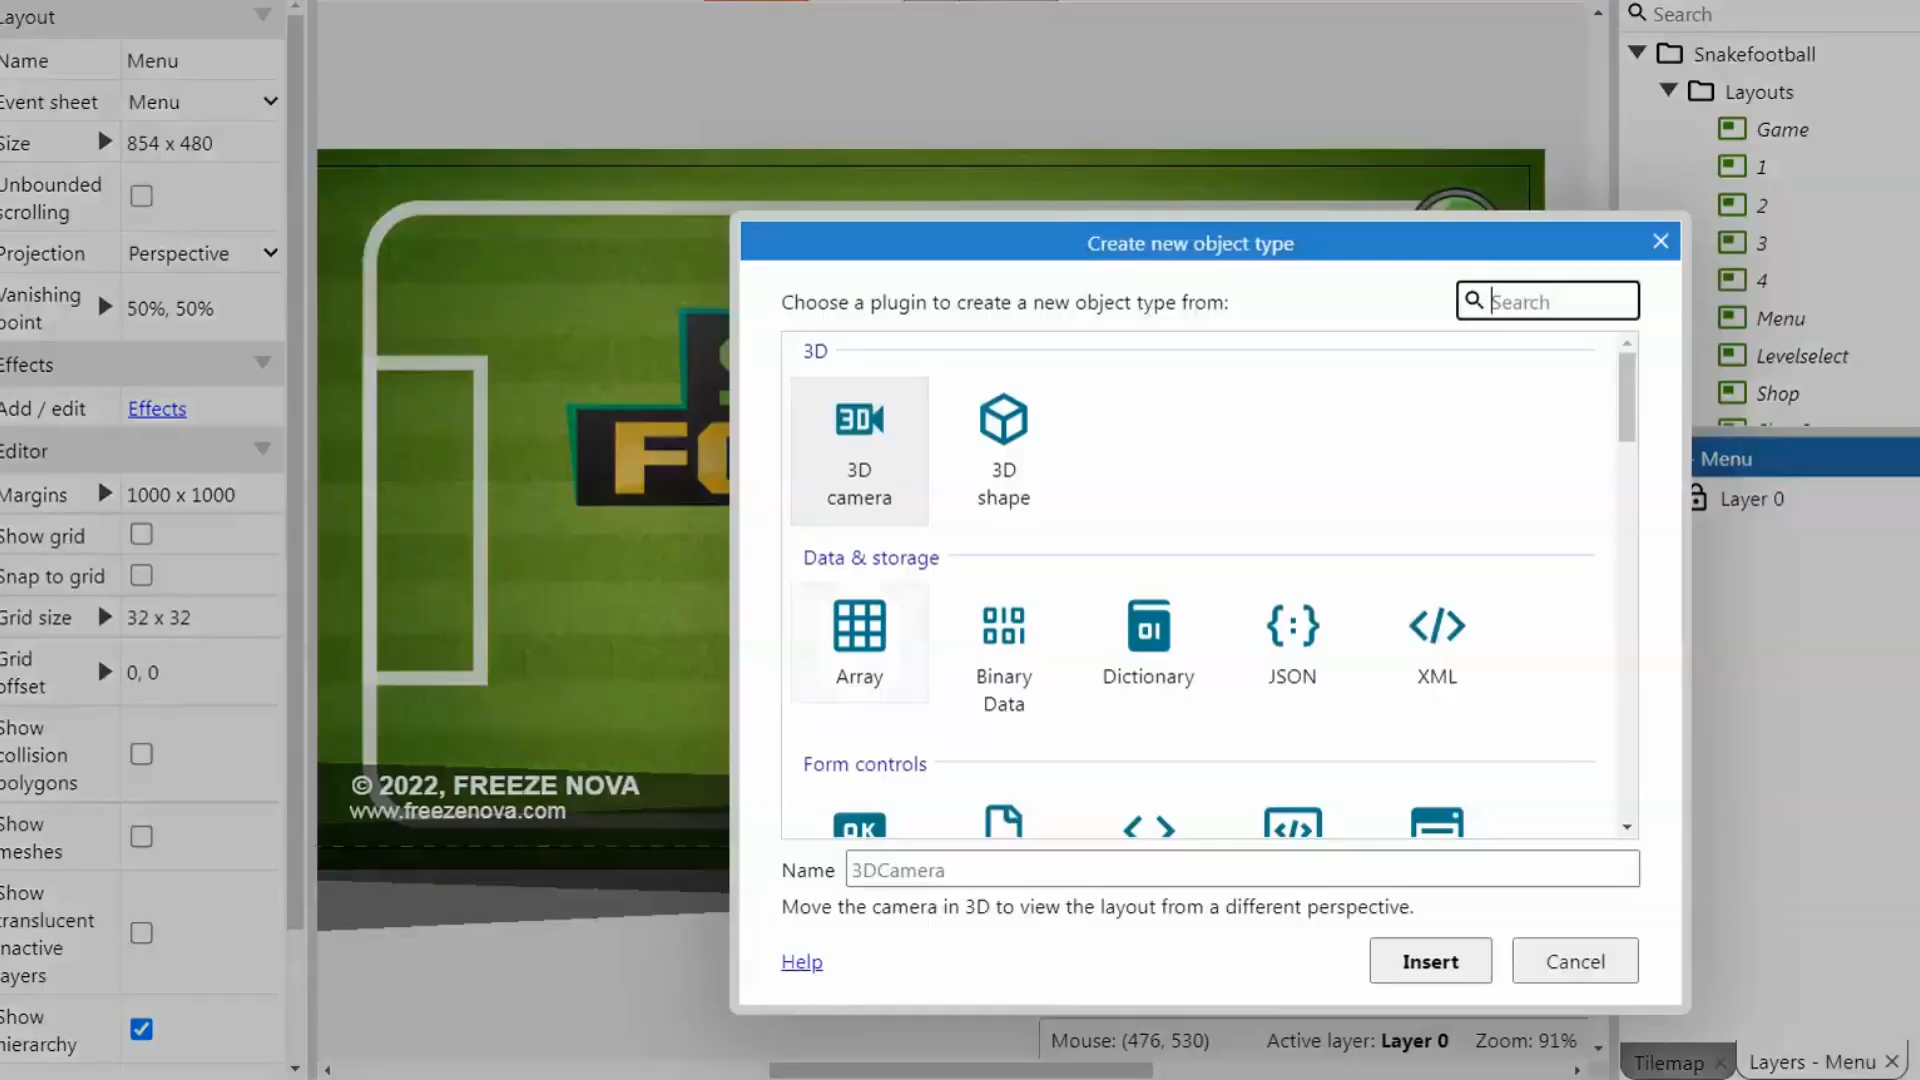 Layout
Name
Menu
Event sheet
Menu
Size
854 x 480
Unbounded
scrolling
Projection
Perspective
Vanishing
point
50%, 50%
Effects
Add / edit
Effects
Editor
Margins
1000 x 1000
Show grid
Snap to grid
Grid size
32 x 32
Grid
offset
0, 0
Show
collision
polygons
Show
meshes
Show
translucent
inactive
layers
Show
hierarchy
© 2022, FREEZE NOVA
www.freezenova.com
Create new object type
Choose a plugin to create a new object type from:
Search
3D
3D
3D
camera
3D
shape
Data & storage
Array
Binary
Data
Dictionary
JSON
XML
Form controls
OK
Name
3DCamera
Move the camera in 3D to view the layout from a different perspective.
Help
Insert
Cancel
Mouse: (476, 530)
Active layer: Layer 0
Zoom: 91%
Search
Snakefootball
Layouts
Game
1
2
3
4
Menu
Levelselect
Shop
- Menu
Layer 0
Tilemap
Layers - Menu